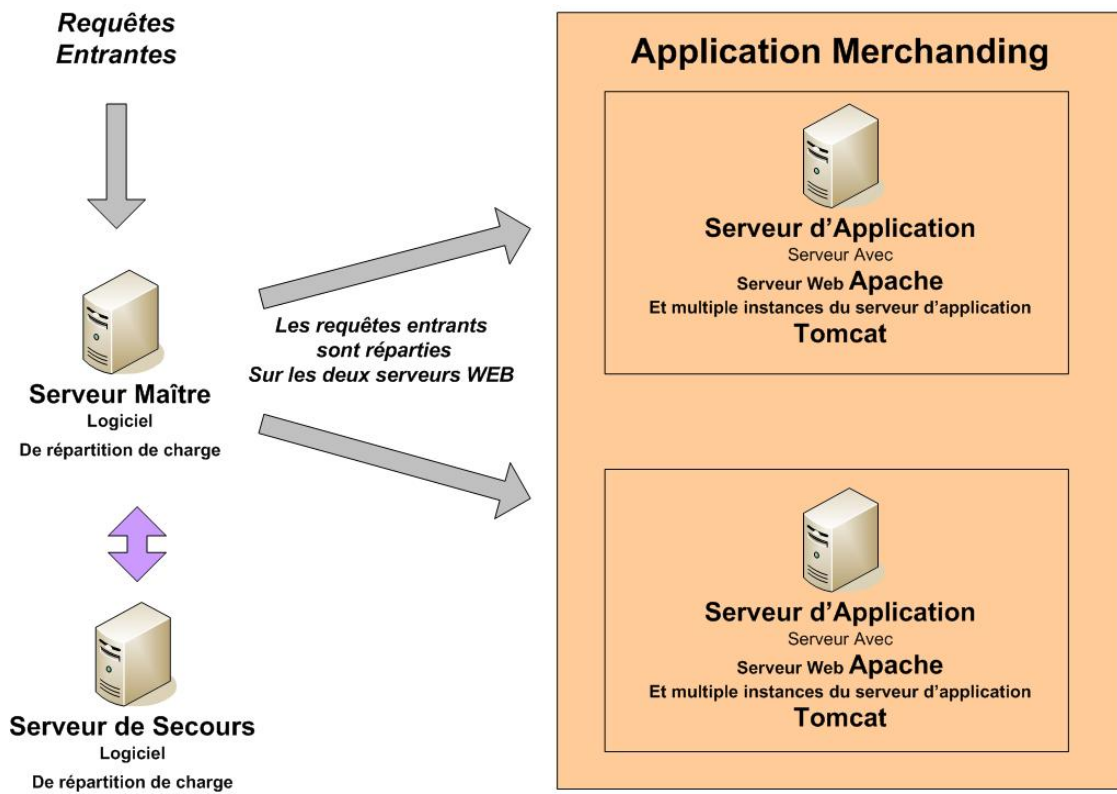 Requêtes
Entrantes
Serveur Maître
Logiciel
De répartition de charge
Serveur de Secours
Logiciel
De répartition de charge
Les requêtes entrants
sont réparties
Sur les deux serveurs WEB
Application Merchanding
Serveur d'Application
Serveur Avec
Serveur Web Apache
Et multiple instances du serveur d'application
Tomcat
Serveur d'Application
Serveur Avec
Serveur Web Apache
Et multiple instances du serveur d'application
Tomcat